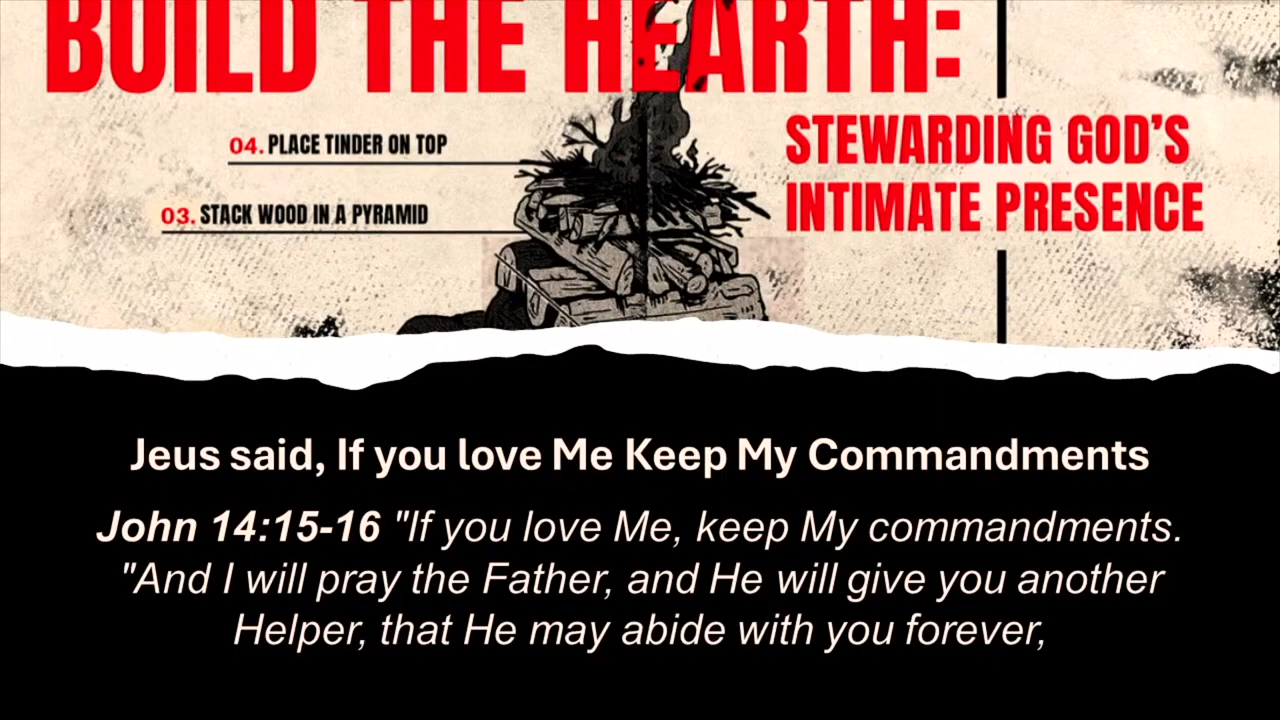 BUILD THE HEARTH:
STEWARDING GOD'S
INTIMATE PRESENCE
04. PLACE TINDER ON TOP
03. STACK WOOD IN A PYRAMID
Jeus said, If you love Me Keep My Commandments
John 14:15-16 "If you love Me, keep My commandments.
"And I will pray the Father, and He will give you another
Helper, that He may abide with you forever,